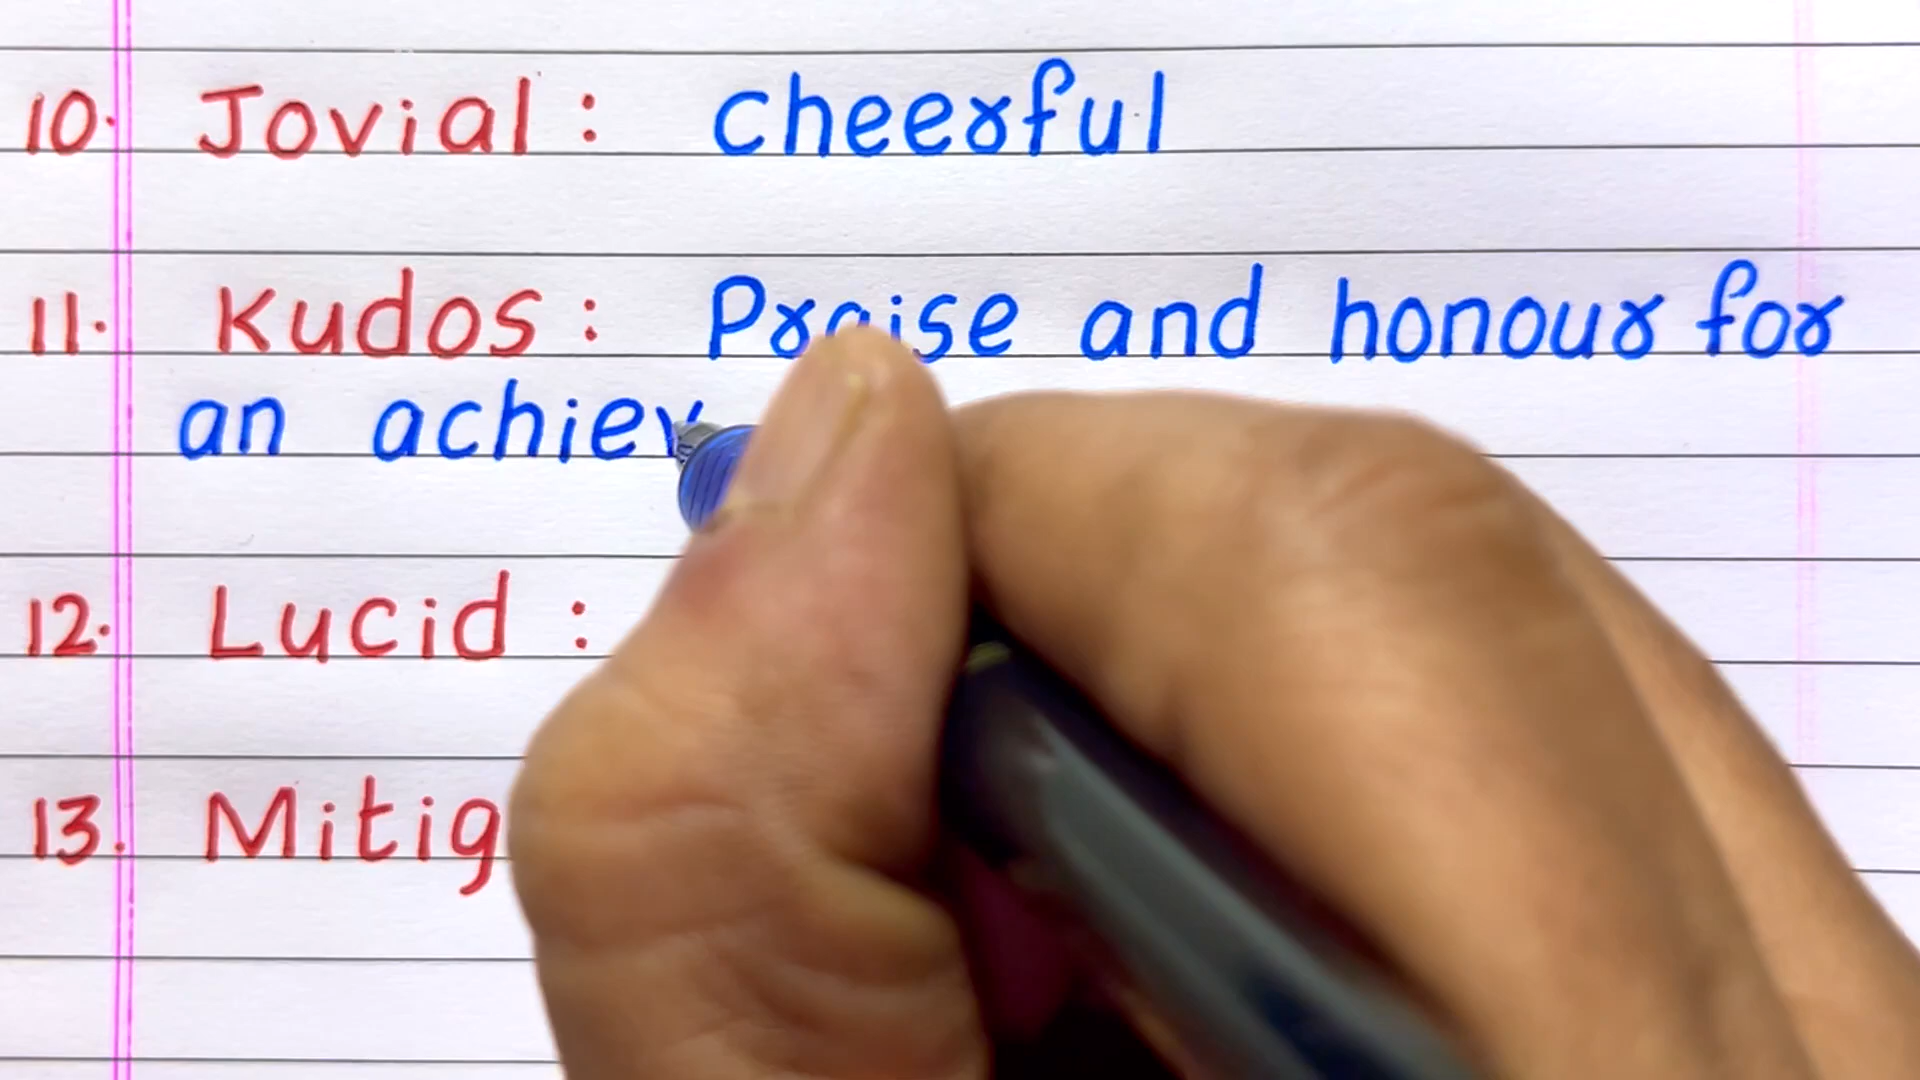 10. Jovial : cheerful
11. Kudos : Praise and honour for
an achiev
12. Lucid :
13. Mitig